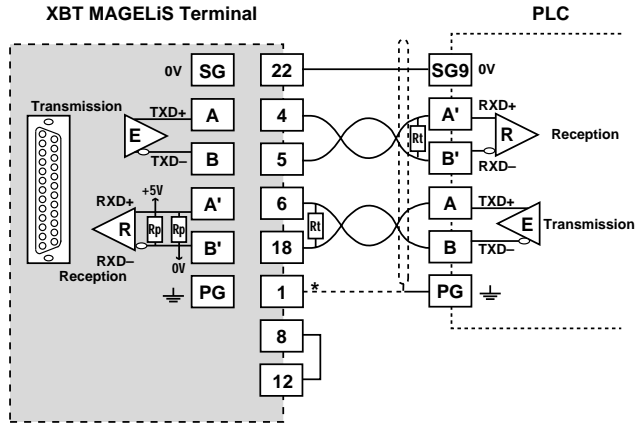 XBT MAGELiS Terminal
PLC
0V SG 22 SG9 0V
Transmission
TXD+ A 4 A' RXD+
E Rt R Reception
TXD– B 5 B' RXD–
+5V
RXD+ A' 6 A TXD+
R Rp Rp Rt E Transmission
RXD– B' 18 B TXD–
Reception 0V
PG 1 * PG
8
12